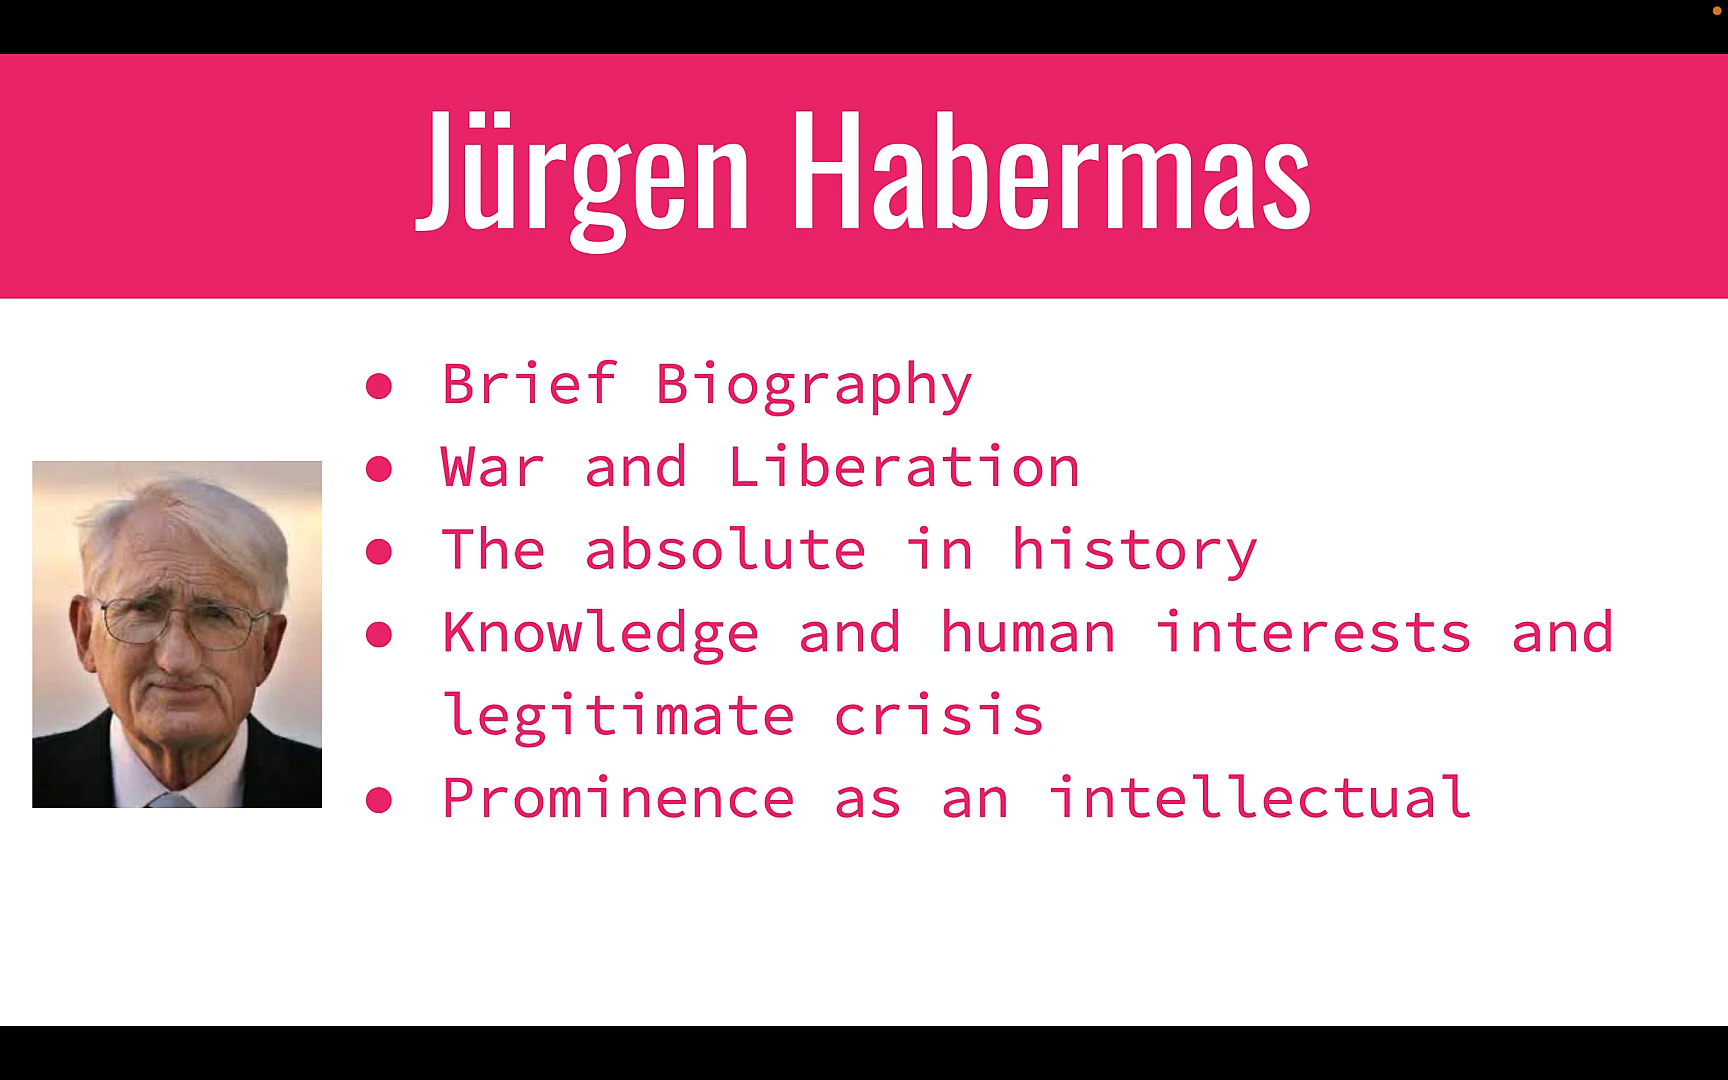 Jürgen Habermas
● Brief Biography
● War and Liberation
● The absolute in history
● Knowledge and human interests and
legitimate crisis
● Prominence as an intellectual